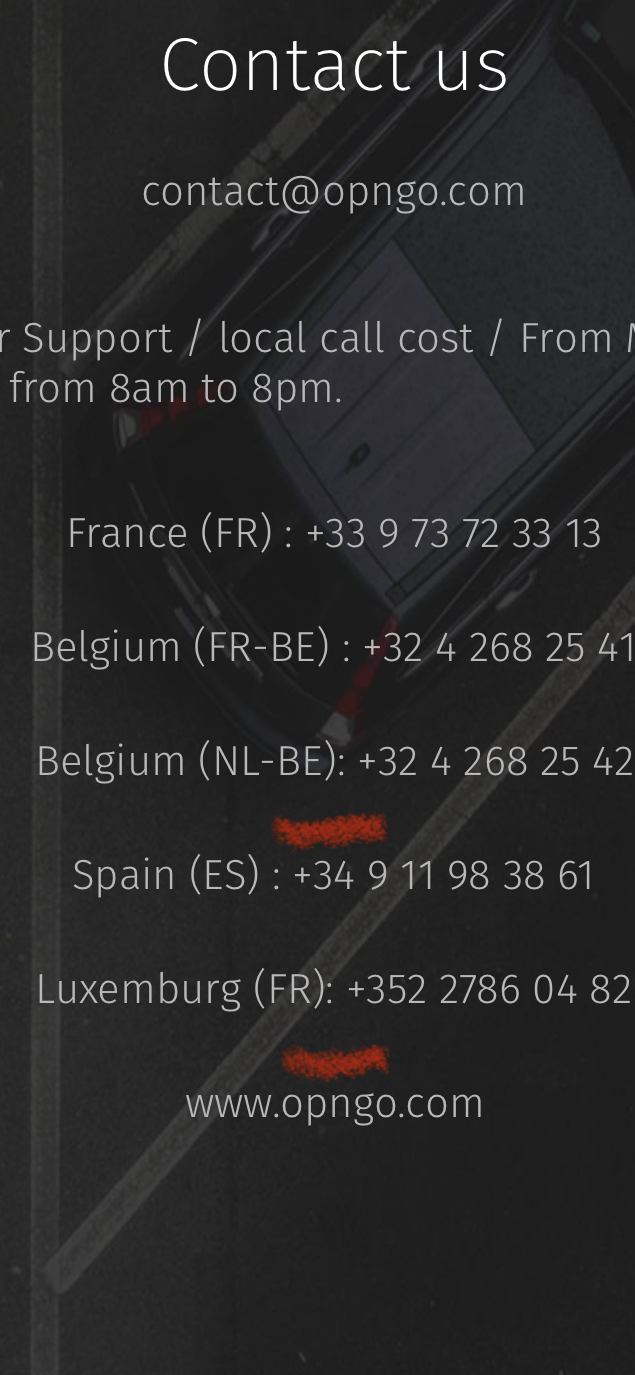 Contact us
contact@opngo.com
r Support / local call cost / From
from 8am to 8pm.
France (FR) : +33 9 73 72 33 13
Belgium (FR-BE) : +32 4 268 25 41
Belgium (NL-BE): +32 4 268 25 42
Spain (ES) : +34 9 11 98 38 61
Luxemburg (FR): +352 2786 04 82
www.opngo.com